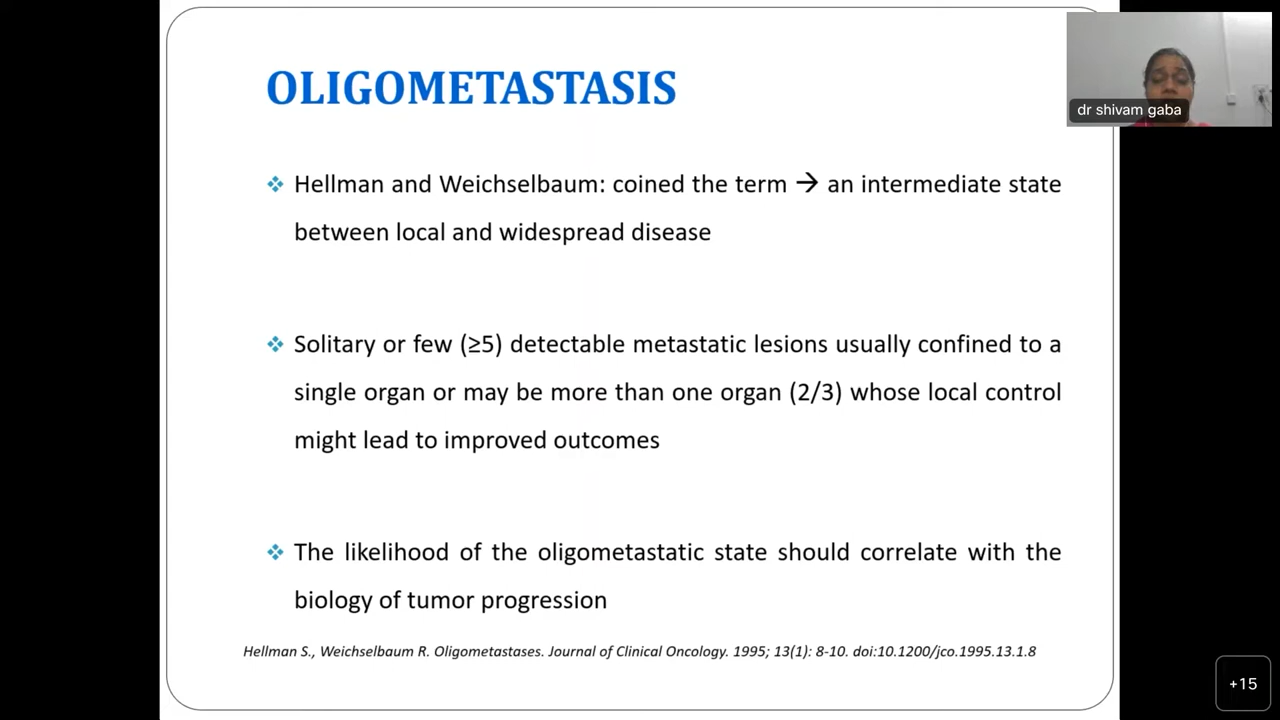 OLIGOMETASTASIS
dr shivam gaba
❖ Hellman and Weichselbaum: coined the term → an intermediate state
between local and widespread disease
❖ Solitary or few (≥5) detectable metastatic lesions usually confined to a
single organ or may be more than one organ (2/3) whose local control
might lead to improved outcomes
❖ The likelihood of the oligometastatic state should correlate with the
biology of tumor progression
Hellman S., Weichselbaum R. Oligometastases. Journal of Clinical Oncology. 1995; 13(1): 8-10. doi:10.1200/jco.1995.13.1.8
+15